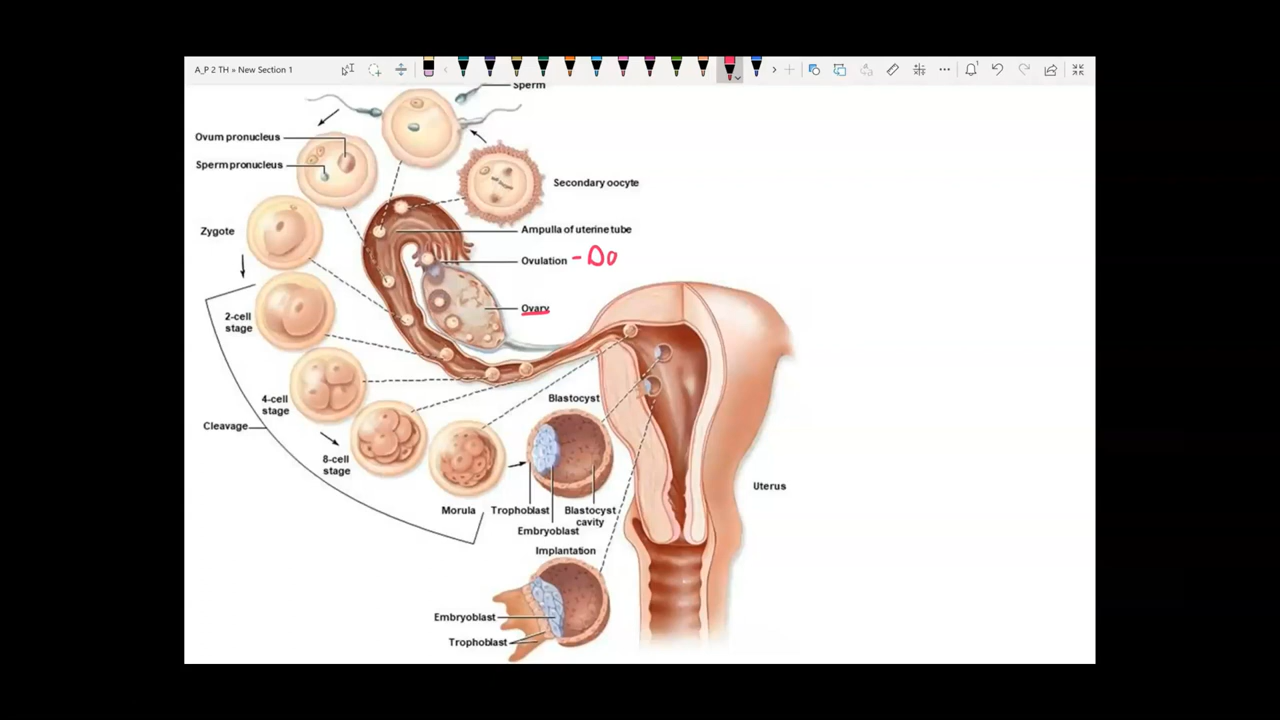 A_P 2 TH » New Section 1
Sperm
Ovum pronucleus
Sperm pronucleus
Secondary oocyte
Zygote
Ampulla of uterine tube
Ovulation - Do
Ovary
2-cell
stage
4-cell
stage
Blastocyst
Cleavage
8-cell
stage
Uterus
Morula
Trophoblast
Blastocyst
cavity
Embryoblast
Implantation
Embryoblast
Trophoblast